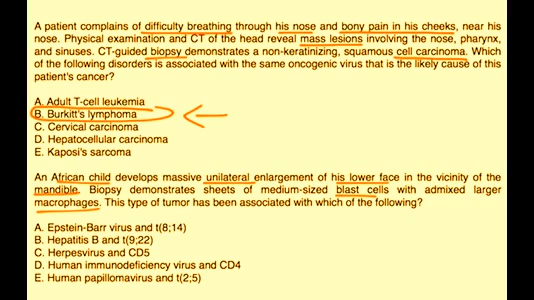 A patient complains of difficulty breathing through his nose and bony pain in his cheeks, near his
nose. Physical examination and CT of the head reveal mass lesions involving the nose, pharynx,
and sinuses. CT-guided biopsy demonstrates a non-keratinizing, squamous cell carcinoma. Which
of the following disorders is associated with the same oncogenic virus that is the likely cause of this
patient's cancer?
A. Adult T-cell leukemia
B. Burkitt's lymphoma
C. Cervical carcinoma
D. Hepatocellular carcinoma
E. Kaposi's sarcoma
An African child develops massive unilateral enlargement of his lower face in the vicinity of the
mandible. Biopsy demonstrates sheets of medium-sized blast cells with admixed larger
macrophages. This type of tumor has been associated with which of the following?
A. Epstein-Barr virus and t(8;14)
B. Hepatitis B and t(9;22)
C. Herpesvirus and CD5
D. Human immunodeficiency virus and CD4
E. Human papillomavirus and t(2;5)